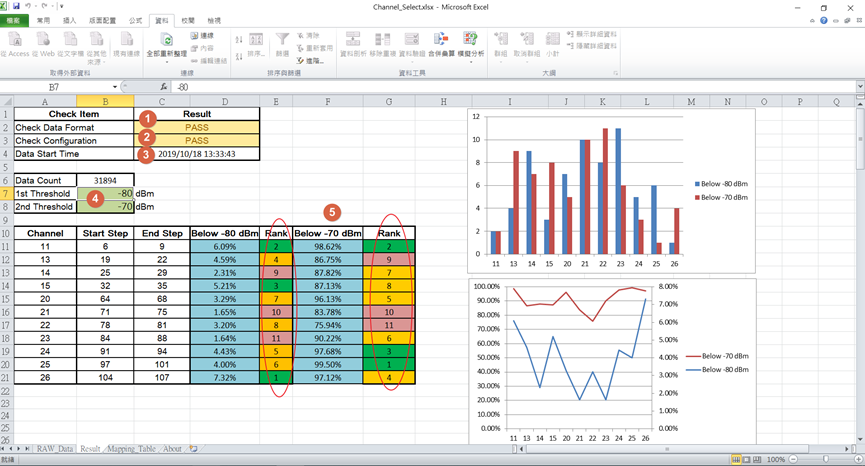 Channel_Select.xlsx - Microsoft Excel
檔案 常用 插入 版面配置 公式 資料 校閱 檢視
從 Access 從 Web 從文字檔 從其他來源 現有連線 全部重新整理 連線 內容 編輯連結 排序... 篩選 清除 重新套用 進階... 資料剖析 移除重複 資料驗證 合併彙算 模擬分析 群組 取消群組 小計 顯示詳細資料 隱藏詳細資料
取得外部資料 連線 排序與篩選 資料工具 大綱
B7 fx -80
A B C D E F G H I J K L M N O P Q
1 Check Item 1 Result
2 Check Data Format PASS
3 Check Configuration 2 PASS
4 Data Start Time 3 2019/10/18 13:33:43
5
6 Data Count 31894
7 1st Threshold -80 dBm
4
8 2nd Threshold -70 dBm
9 5
10 Channel Start Step End Step Below -80 dBm Rank Below -70 dBm Rank
11 11 6 9 6.09% 2 98.62% 2
12 13 19 22 4.59% 4 86.75% 9
13 14 25 29 2.31% 9 87.82% 7
14 15 32 35 5.21% 3 87.13% 8
15 20 64 68 3.29% 7 96.13% 5
16 21 71 75 1.65% 10 83.78% 10
17 22 78 81 3.20% 8 75.94% 11
18 23 84 88 1.64% 11 90.22% 6
19 24 91 94 4.43% 5 97.68% 3
20 25 97 101 4.00% 6 99.50% 1
21 26 104 107 7.32% 1 97.12% 4
22
23
24
25
26
12
10
8
6
4
2
0
11 13 14 15 20 21 22 23 24 25 26
Below -80 dBm
Below -70 dBm
100.00% 8.00%
90.00% 7.00%
80.00% 6.00%
70.00% 5.00%
60.00% 4.00%
50.00% 3.00%
40.00% 2.00%
30.00% 1.00%
20.00% 0.00%
10.00%
0.00%
11 13 14 15 20 21 22 23 24 25 26
Below -70 dBm
Below -80 dBm
RAW_Data Result Mapping_Table About
就緒 100%